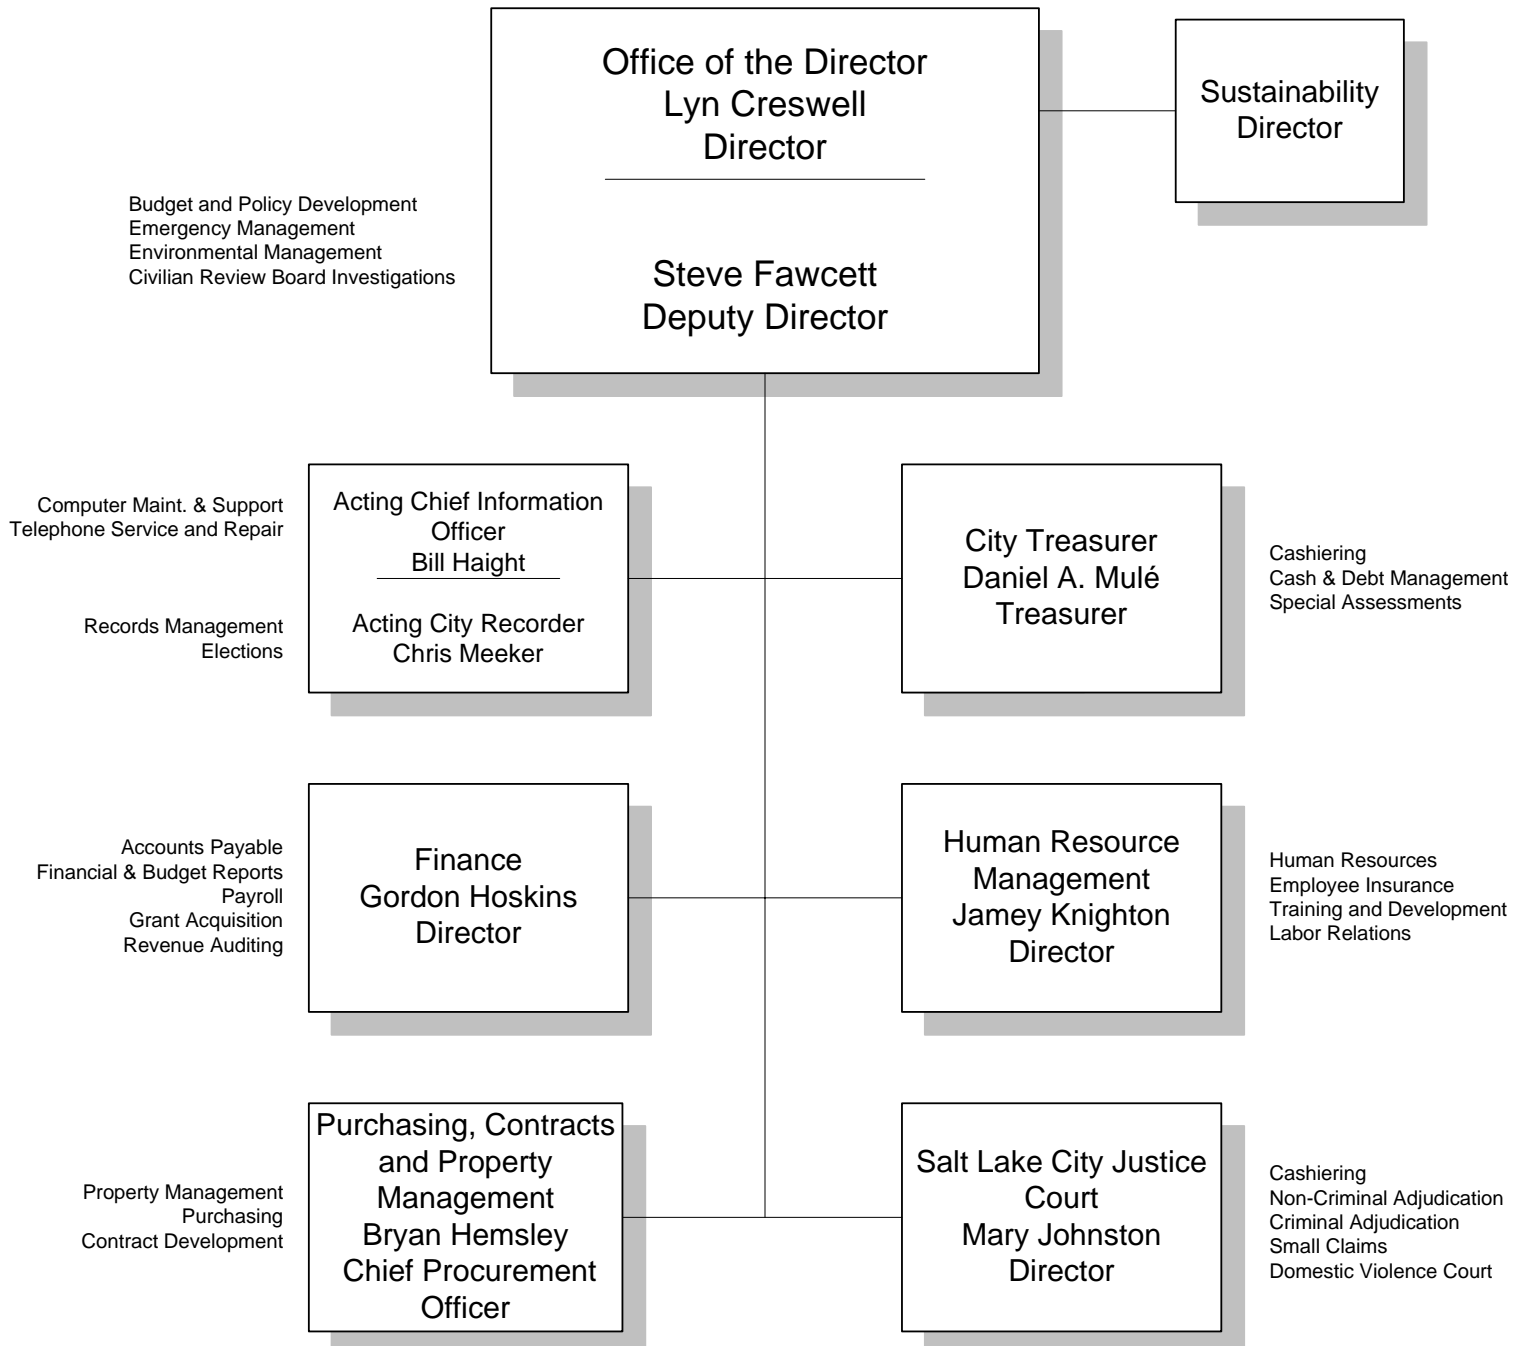 Office of the Director
Lyn Creswell
Director
Steve Fawcett
Deputy Director
Sustainability
Director
Budget and Policy Development
Emergency Management
Environmental Management
Civilian Review Board Investigations
Computer Maint. & Support
Telephone Service and Repair
Records Management
Elections
Acting Chief Information
Officer
Bill Haight
Acting City Recorder
Chris Meeker
City Treasurer
Daniel A. Mulé
Treasurer
Cashiering
Cash & Debt Management
Special Assessments
Accounts Payable
Financial & Budget Reports
Payroll
Grant Acquisition
Revenue Auditing
Finance
Gordon Hoskins
Director
Human Resource
Management
Jamey Knighton
Director
Human Resources
Employee Insurance
Training and Development
Labor Relations
Property Management
Purchasing
Contract Development
Purchasing, Contracts
and Property
Management
Bryan Hemsley
Chief Procurement
Officer
Salt Lake City Justice
Court
Mary Johnston
Director
Cashiering
Non-Criminal Adjudication
Criminal Adjudication
Small Claims
Domestic Violence Court